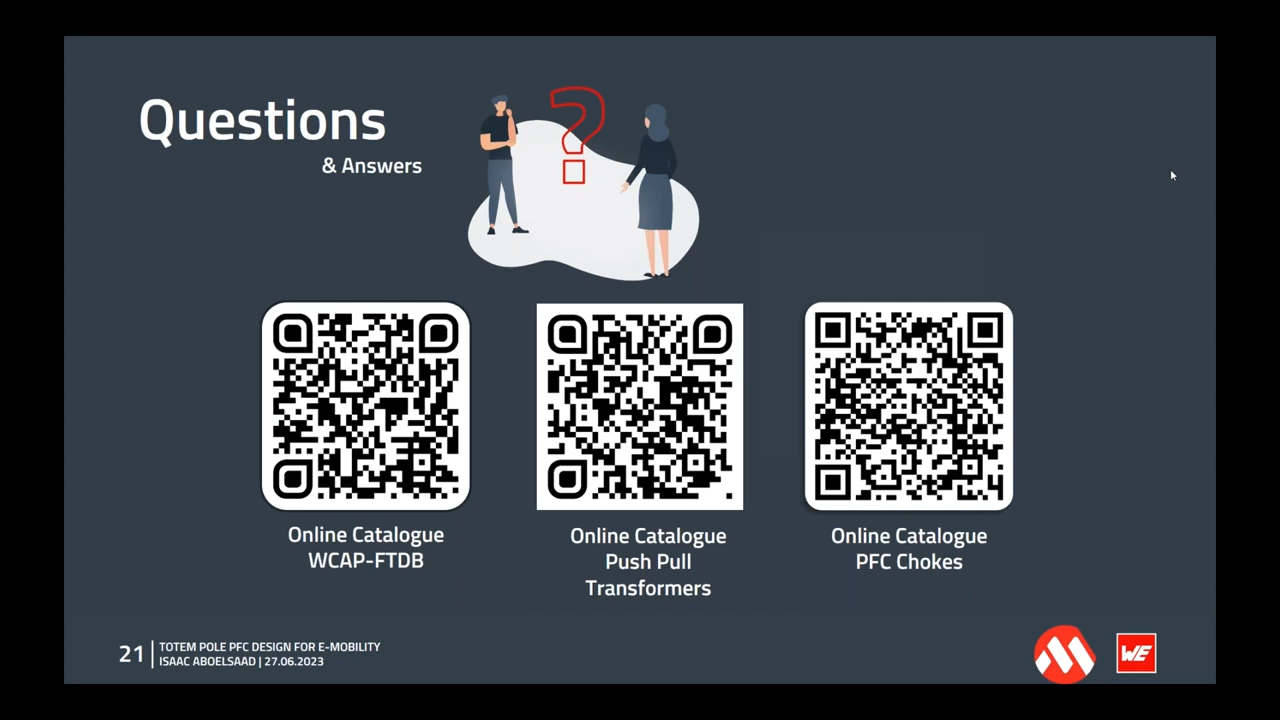 Questions
& Answers
?
Online Catalogue
WCAP-FTDB
Online Catalogue
Push Pull
Transformers
Online Catalogue
PFC Chokes
21
TOTEM POLE PFC DESIGN FOR E-MOBILITY
ISAAC ABOELSAAD | 27.06.2023
WE